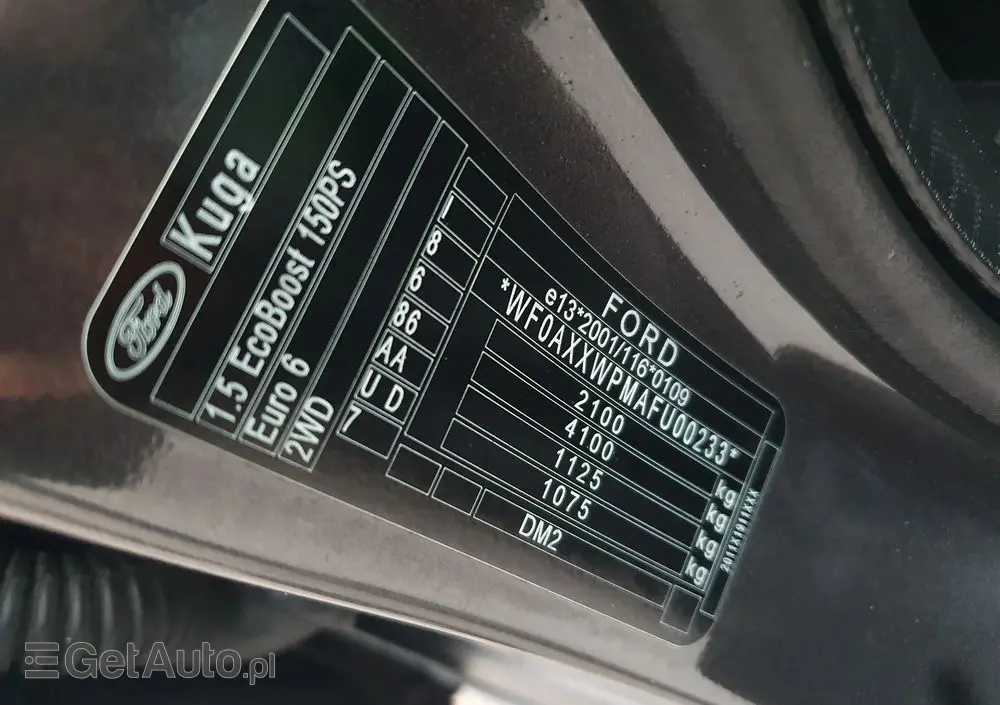 Ford
Kuga
1.5 EcoBoost 150PS
Euro 6
2WD
I
8
6
86
AA
U D
7
FORD
e13*2001/116*0109
*WF0AXXWPMAFU00233*
2100 kg
4100 kg
1125 kg
1075 kg
DM2
GetAuto.pl